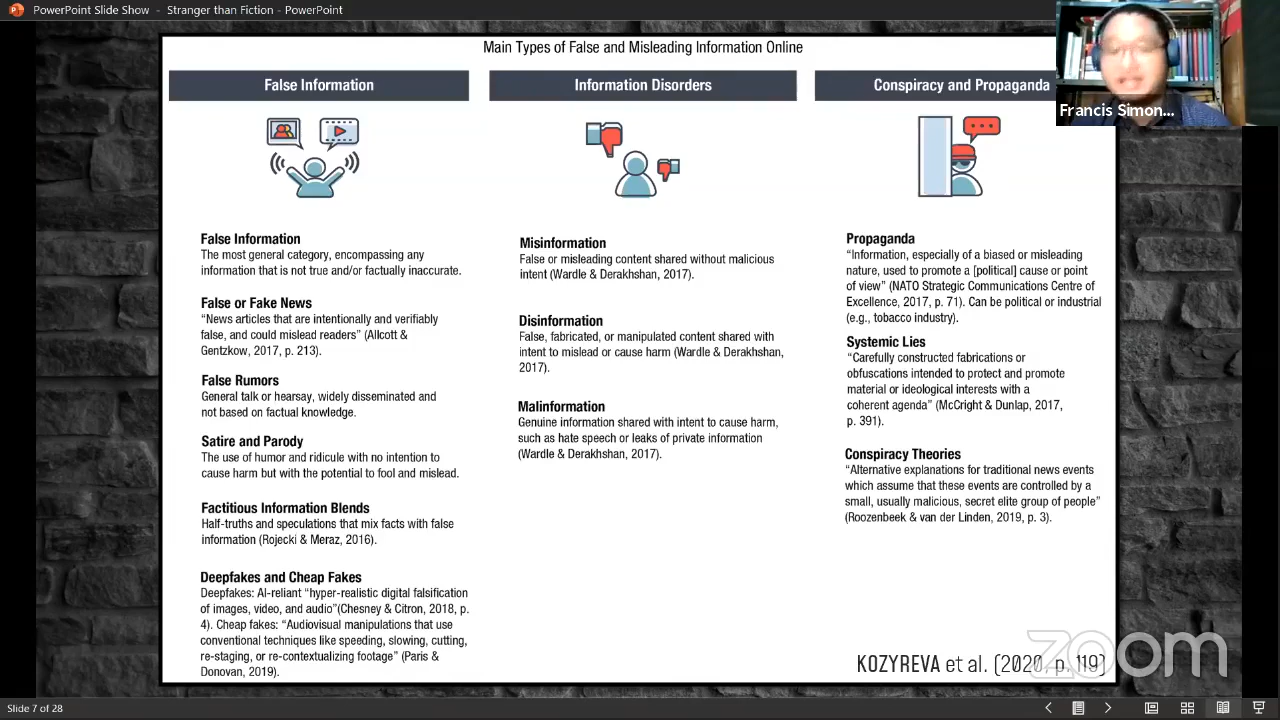 PowerPoint Slide Show - Stranger than Fiction - PowerPoint
Francis Simon...
Main Types of False and Misleading Information Online
False Information
The most general category, encompassing any
information that is not true and/or factually inaccurate.
False or Fake News
“News articles that are intentionally and verifiably
false, and could mislead readers” (Allcott &
Gentzkow, 2017, p. 213).
False Rumors
General talk or hearsay, widely disseminated and
not based on factual knowledge.
Satire and Parody
The use of humor and ridicule with no intention to
cause harm but with the potential to fool and mislead.
Factitious Information Blends
Half-truths and speculations that mix facts with false
information (Rojecki & Meraz, 2016).
Deepfakes and Cheap Fakes
Deepfakes: AI-reliant “hyper-realistic digital falsification
of images, video, and audio”(Chesney & Citron, 2018, p.
4). Cheap fakes: “Audiovisual manipulations that use
conventional techniques like speeding, slowing, cutting,
re-staging, or re-contextualizing footage” (Paris &
Donovan, 2019).
Information Disorders
Misinformation
False or misleading content shared without malicious
intent (Wardle & Derakhshan, 2017).
Disinformation
False, fabricated, or manipulated content shared with
intent to mislead or cause harm (Wardle & Derakhshan,
2017).
Malinformation
Genuine information shared with intent to cause harm,
such as hate speech or leaks of private information
(Wardle & Derakhshan, 2017).
Conspiracy and Propaganda
Propaganda
“Information, especially of a biased or misleading
nature, used to promote a [political] cause or point
of view” (NATO Strategic Communications Centre of
Excellence, 2017, p. 71). Can be political or industrial
(e.g., tobacco industry).
Systemic Lies
“Carefully constructed fabrications or
obfuscations intended to protect and promote
material or ideological interests with a
coherent agenda” (McCright & Dunlap, 2017,
p. 391).
Conspiracy Theories
“Alternative explanations for traditional news events
which assume that these events are controlled by a
small, usually malicious, secret elite group of people”
(Roozenbeek & van der Linden, 2019, p. 3).
KOZYREVA et al. (2020, p. 119)
zoom
Slide 7 of 28